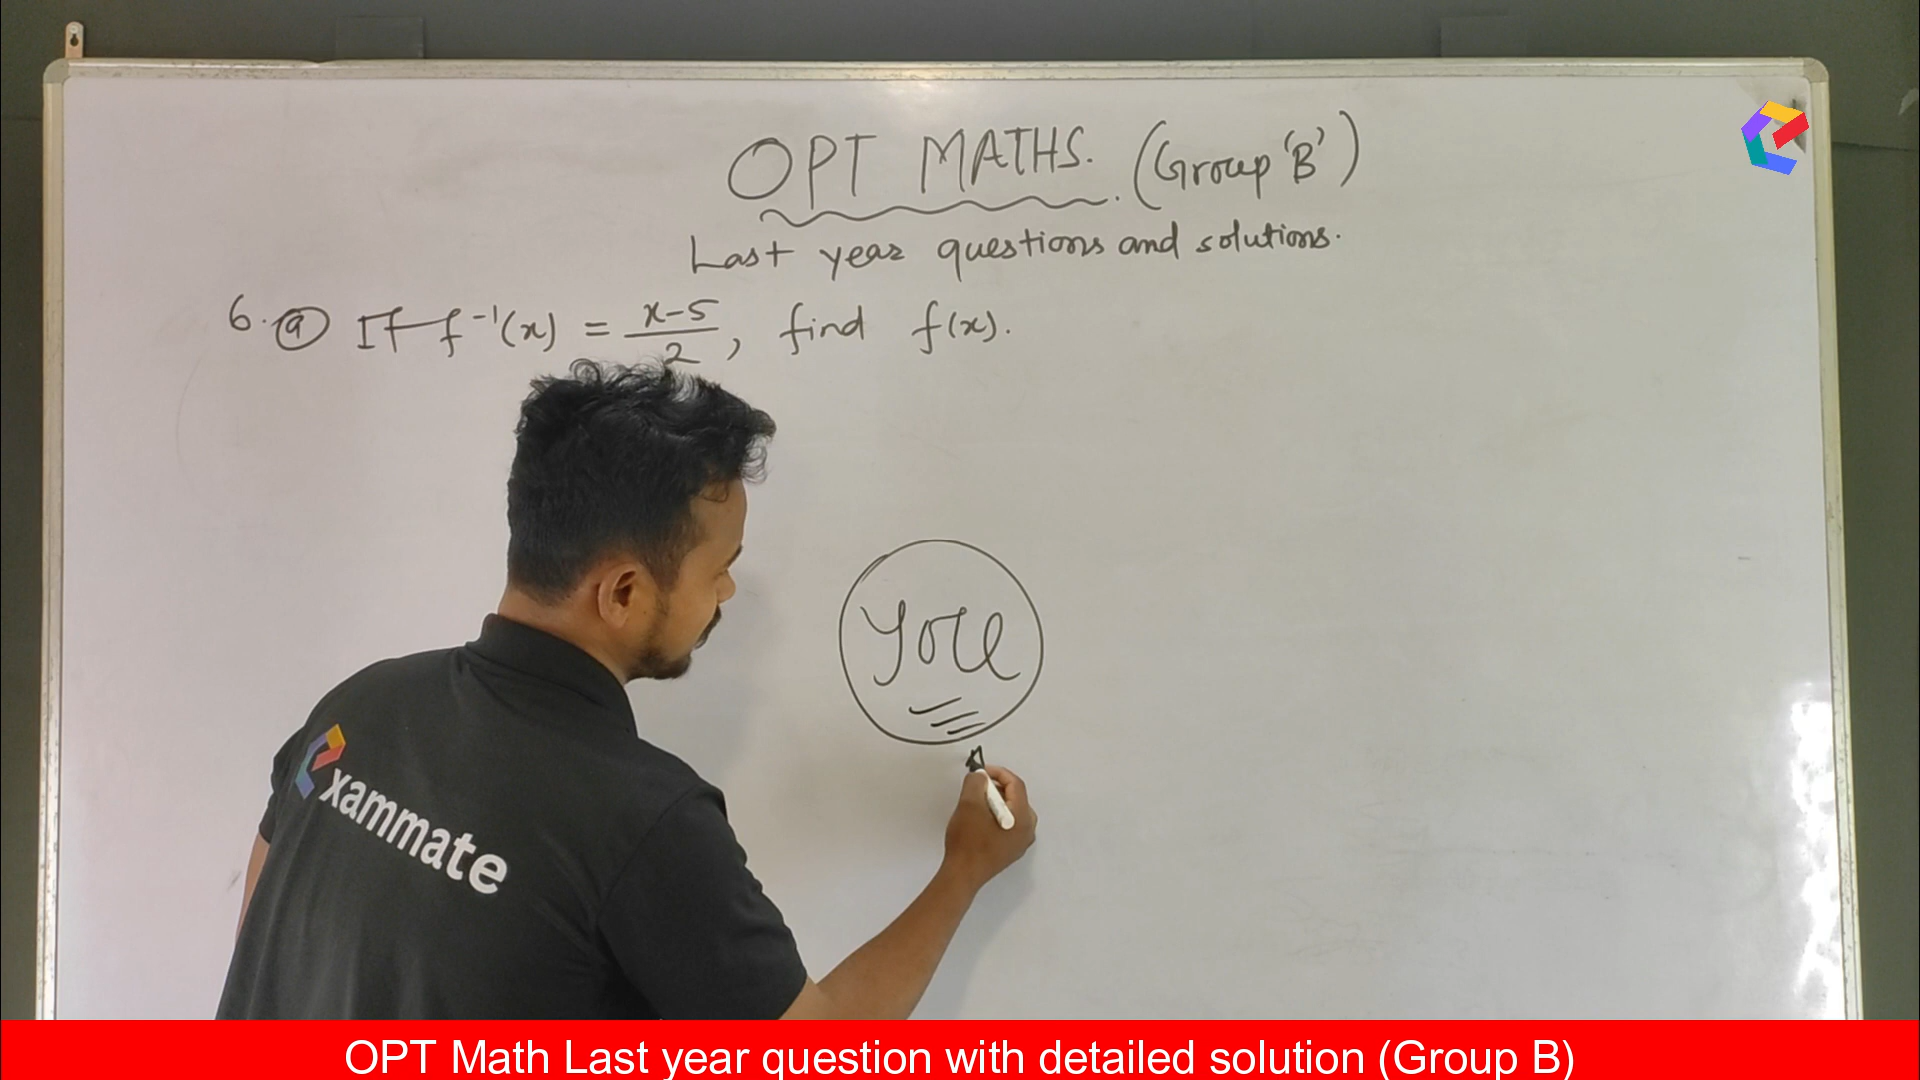 OPT MATHS. (Group 'B')
Last year questions and solutions.
6. (a) If f⁻¹(x) = x-5/2, find f(x).
xammate
OPT Math Last year question with detailed solution (Group B)